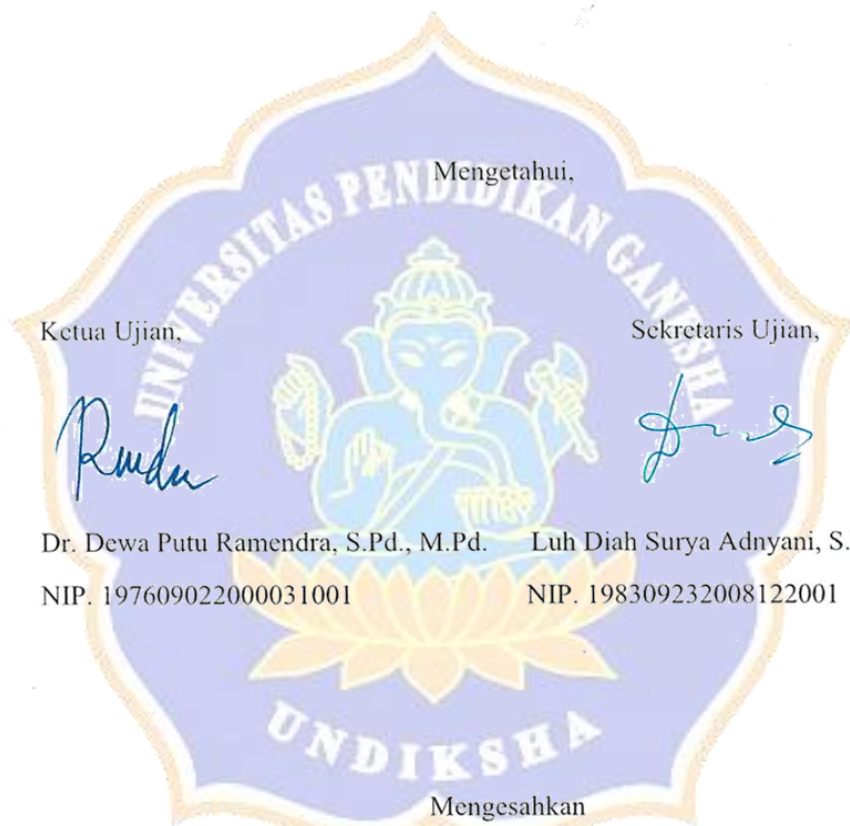 Mengetahui,
UNIVERSITAS PENDIDIKAN GANESHA
Ketua Ujian,
Sekretaris Ujian,
Dr. Dewa Putu Ramendra, S.Pd., M.Pd.
Luh Diah Surya Adnyani, S.
NIP. 197609022000031001
NIP. 198309232008122001
UNDIKSHA
Mengesahkan